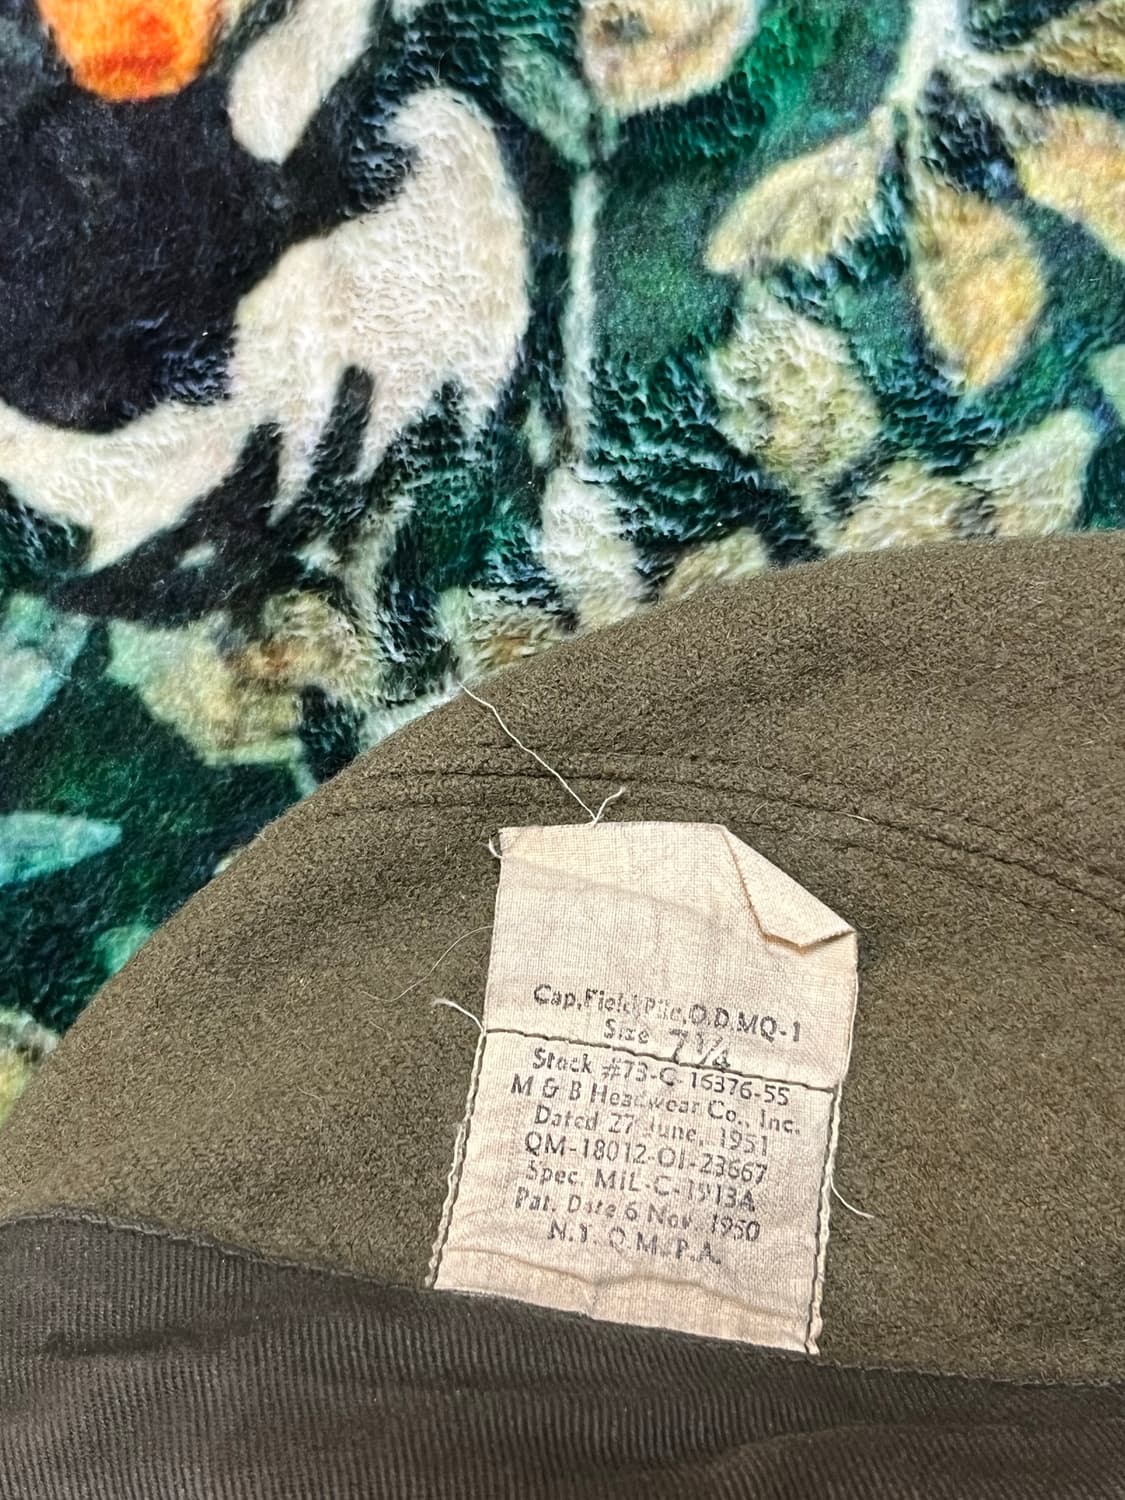 Cap, Field, Pile, O.D. MQ-1
Size 7¼
Stock #73-C-16376-55
M & B Headwear Co., Inc.
Dated 27 June, 1951
QM-18012-OI-23667
Spec. MIL-C-1913A
Pat. Date 6 Nov. 1950
N.Y. Q.M.P.A.